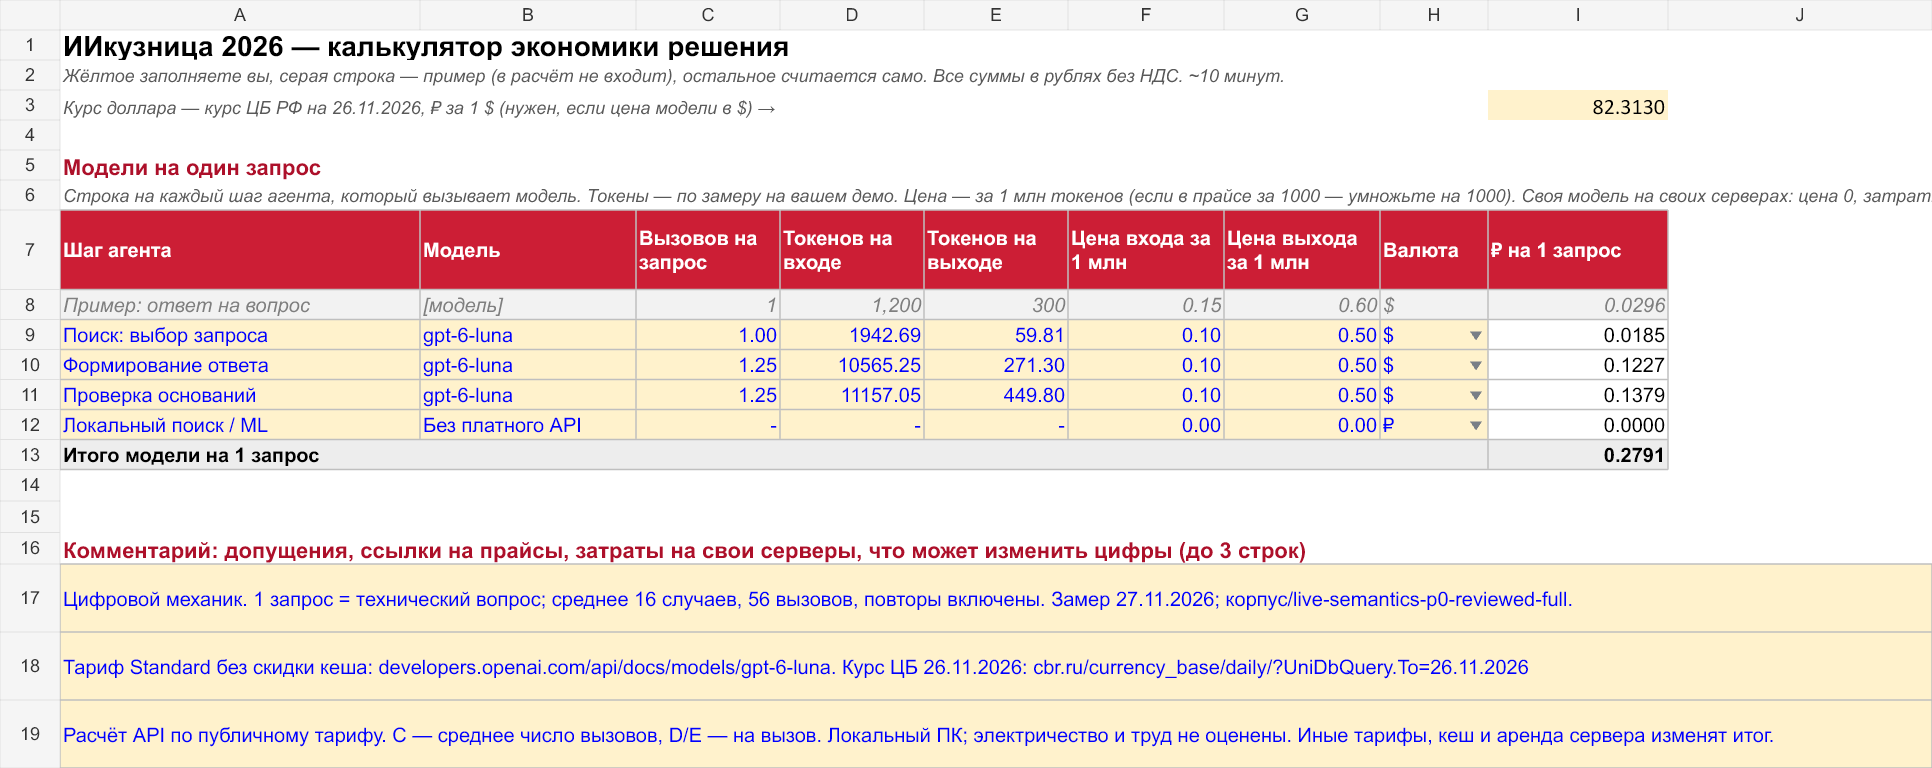 A B C D E F G H I J
1 ИИкузница 2026 — калькулятор экономики решения
2 Жёлтое заполняете вы, серая строка — пример (в расчёт не входит), остальное считается само. Все суммы в рублях без НДС. ~10 минут.
3 Курс доллара — курс ЦБ РФ на 26.11.2026, ₽ за 1 $ (нужен, если цена модели в $) → 82.3130
4
5 Модели на один запрос
6 Строка на каждый шаг агента, который вызывает модель. Токены — по замеру на вашем демо. Цена — за 1 млн токенов (если в прайсе за 1000 — умножьте на 1000). Своя модель на своих серверах: цена 0, затрат
7 Шаг агента Модель Вызовов на запрос Токенов на входе Токенов на выходе Цена входа за 1 млн Цена выхода за 1 млн Валюта ₽ на 1 запрос
8 Пример: ответ на вопрос [модель] 1 1,200 300 0.15 0.60 $ 0.0296
9 Поиск: выбор запроса gpt-6-luna 1.00 1942.69 59.81 0.10 0.50 $ 0.0185
10 Формирование ответа gpt-6-luna 1.25 10565.25 271.30 0.10 0.50 $ 0.1227
11 Проверка оснований gpt-6-luna 1.25 11157.05 449.80 0.10 0.50 $ 0.1379
12 Локальный поиск / ML Без платного API - - - 0.00 0.00 ₽ 0.0000
13 Итого модели на 1 запрос 0.2791
14
15
16 Комментарий: допущения, ссылки на прайсы, затраты на свои серверы, что может изменить цифры (до 3 строк)
17 Цифровой механик. 1 запрос = технический вопрос; среднее 16 случаев, 56 вызовов, повторы включены. Замер 27.11.2026; корпус/live-semantics-p0-reviewed-full.
18 Тариф Standard без скидки кеша: developers.openai.com/api/docs/models/gpt-6-luna. Курс ЦБ 26.11.2026: cbr.ru/currency_base/daily/?UniDbQuery.To=26.11.2026
19 Расчёт API по публичному тарифу. C — среднее число вызовов, D/E — на вызов. Локальный ПК; электричество и труд не оценены. Иные тарифы, кеш и аренда сервера изменят итог.